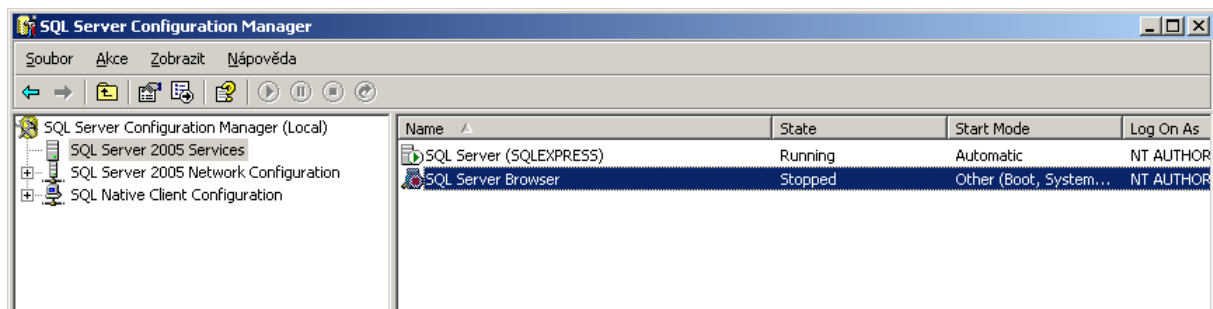 SQL Server Configuration Manager
Soubor Akce Zobrazit Nápověda
SQL Server Configuration Manager (Local)
SQL Server 2005 Services
SQL Server 2005 Network Configuration
SQL Native Client Configuration
Name State Start Mode Log On As
SQL Server (SQLEXPRESS) Running Automatic NT AUTHOR
SQL Server Browser Stopped Other (Boot, System... NT AUTHOR